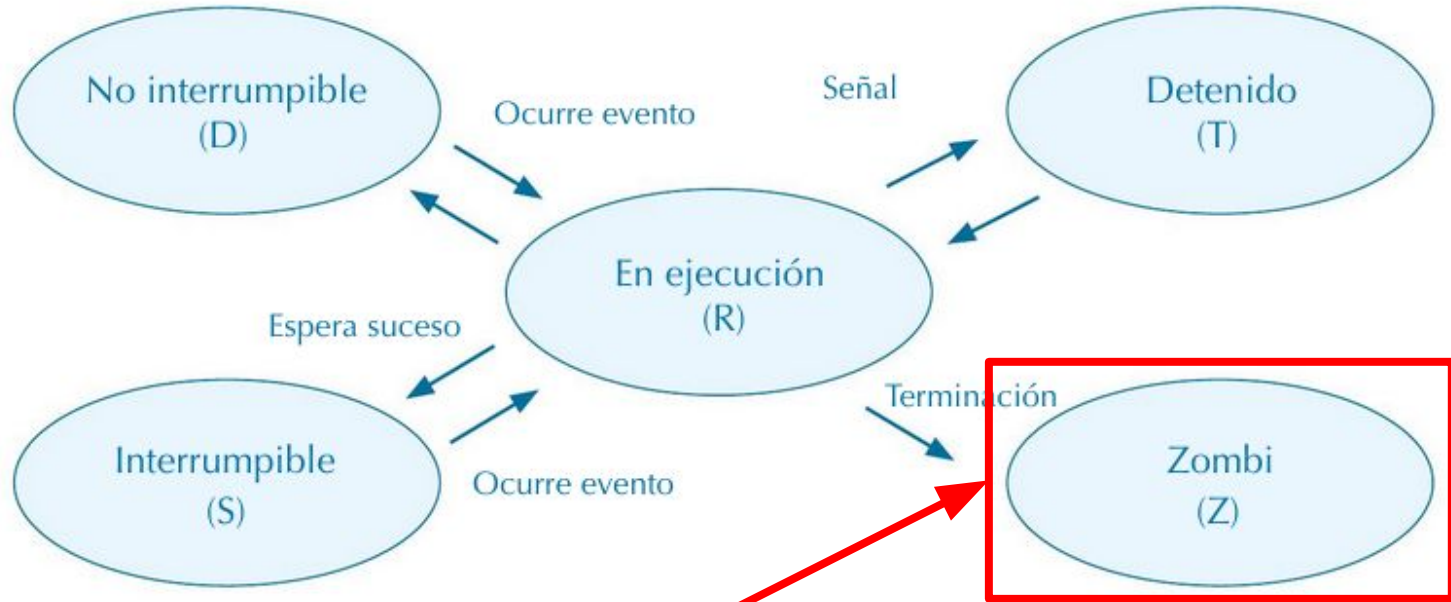 No interrumpible
(D)
Ocurre evento
Señal
Detenido
(T)
En ejecución
(R)
Espera suceso
Terminación
Interrumpible
(S)
Ocurre evento
Zombi
(Z)